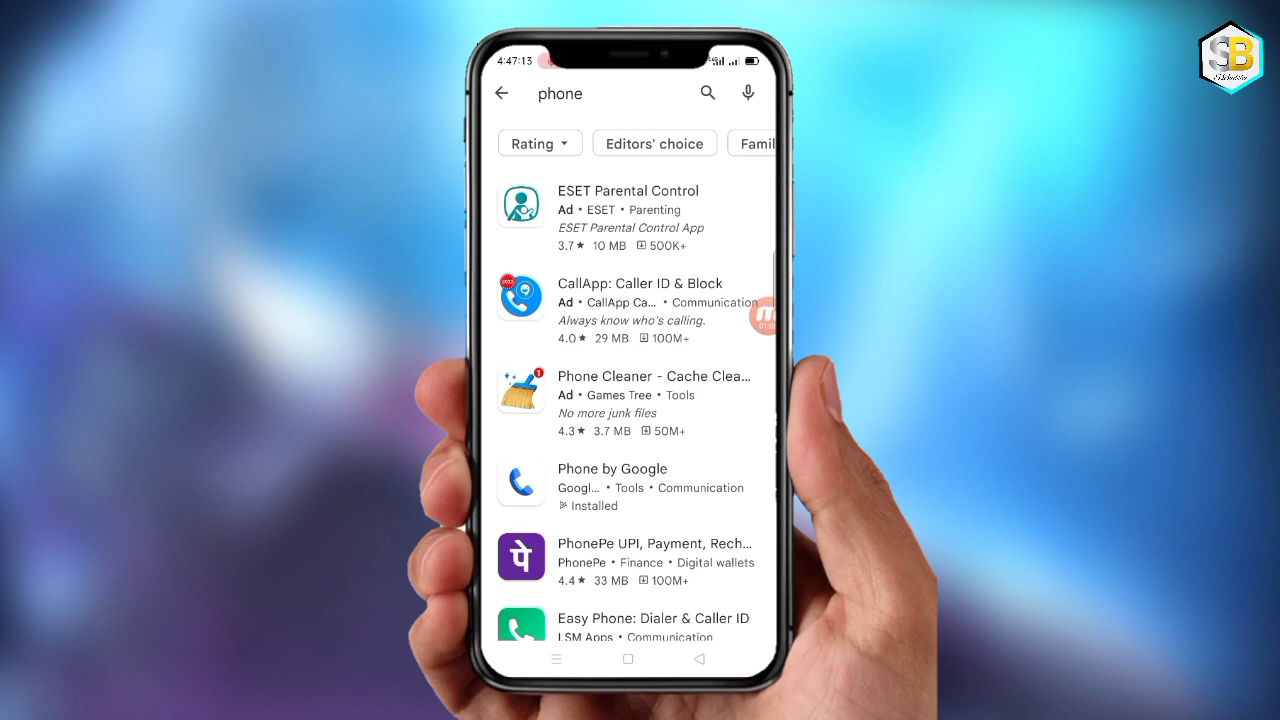 SB
4:47:13
phone
Rating
Editors' choice
Famil
ESET Parental Control
Ad • ESET • Parenting
ESET Parental Control App
3.7★ 10 MB 500K+
CallApp: Caller ID & Block
Ad • CallApp Ca... • Communication
Always know who's calling.
4.0★ 29 MB 100M+
Phone Cleaner - Cache Clea...
Ad • Games Tree • Tools
No more junk files
4.3★ 3.7 MB 50M+
Phone by Google
Googl... • Tools • Communication
Installed
पे
PhonePe UPI, Payment, Rech...
PhonePe • Finance • Digital wallets
4.4★ 33 MB 100M+
Easy Phone: Dialer & Caller ID
LSM Apps • Communication